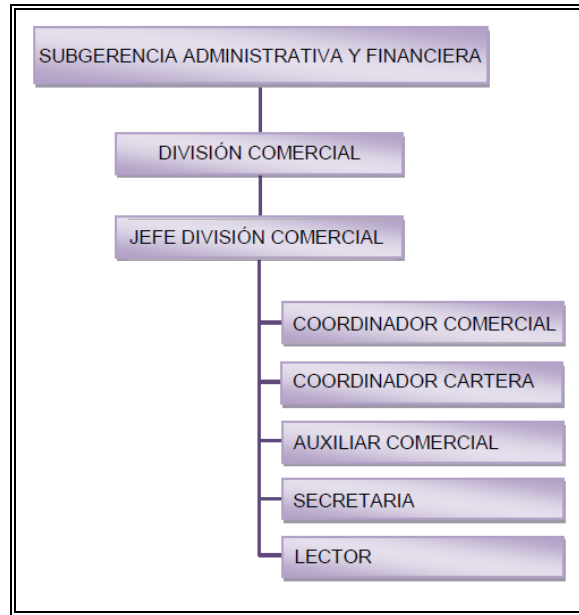 SUBGERENCIA ADMINISTRATIVA Y FINANCIERA
DIVISIÓN COMERCIAL
JEFE DIVISIÓN COMERCIAL
COORDINADOR COMERCIAL
COORDINADOR CARTERA
AUXILIAR COMERCIAL
SECRETARIA
LECTOR